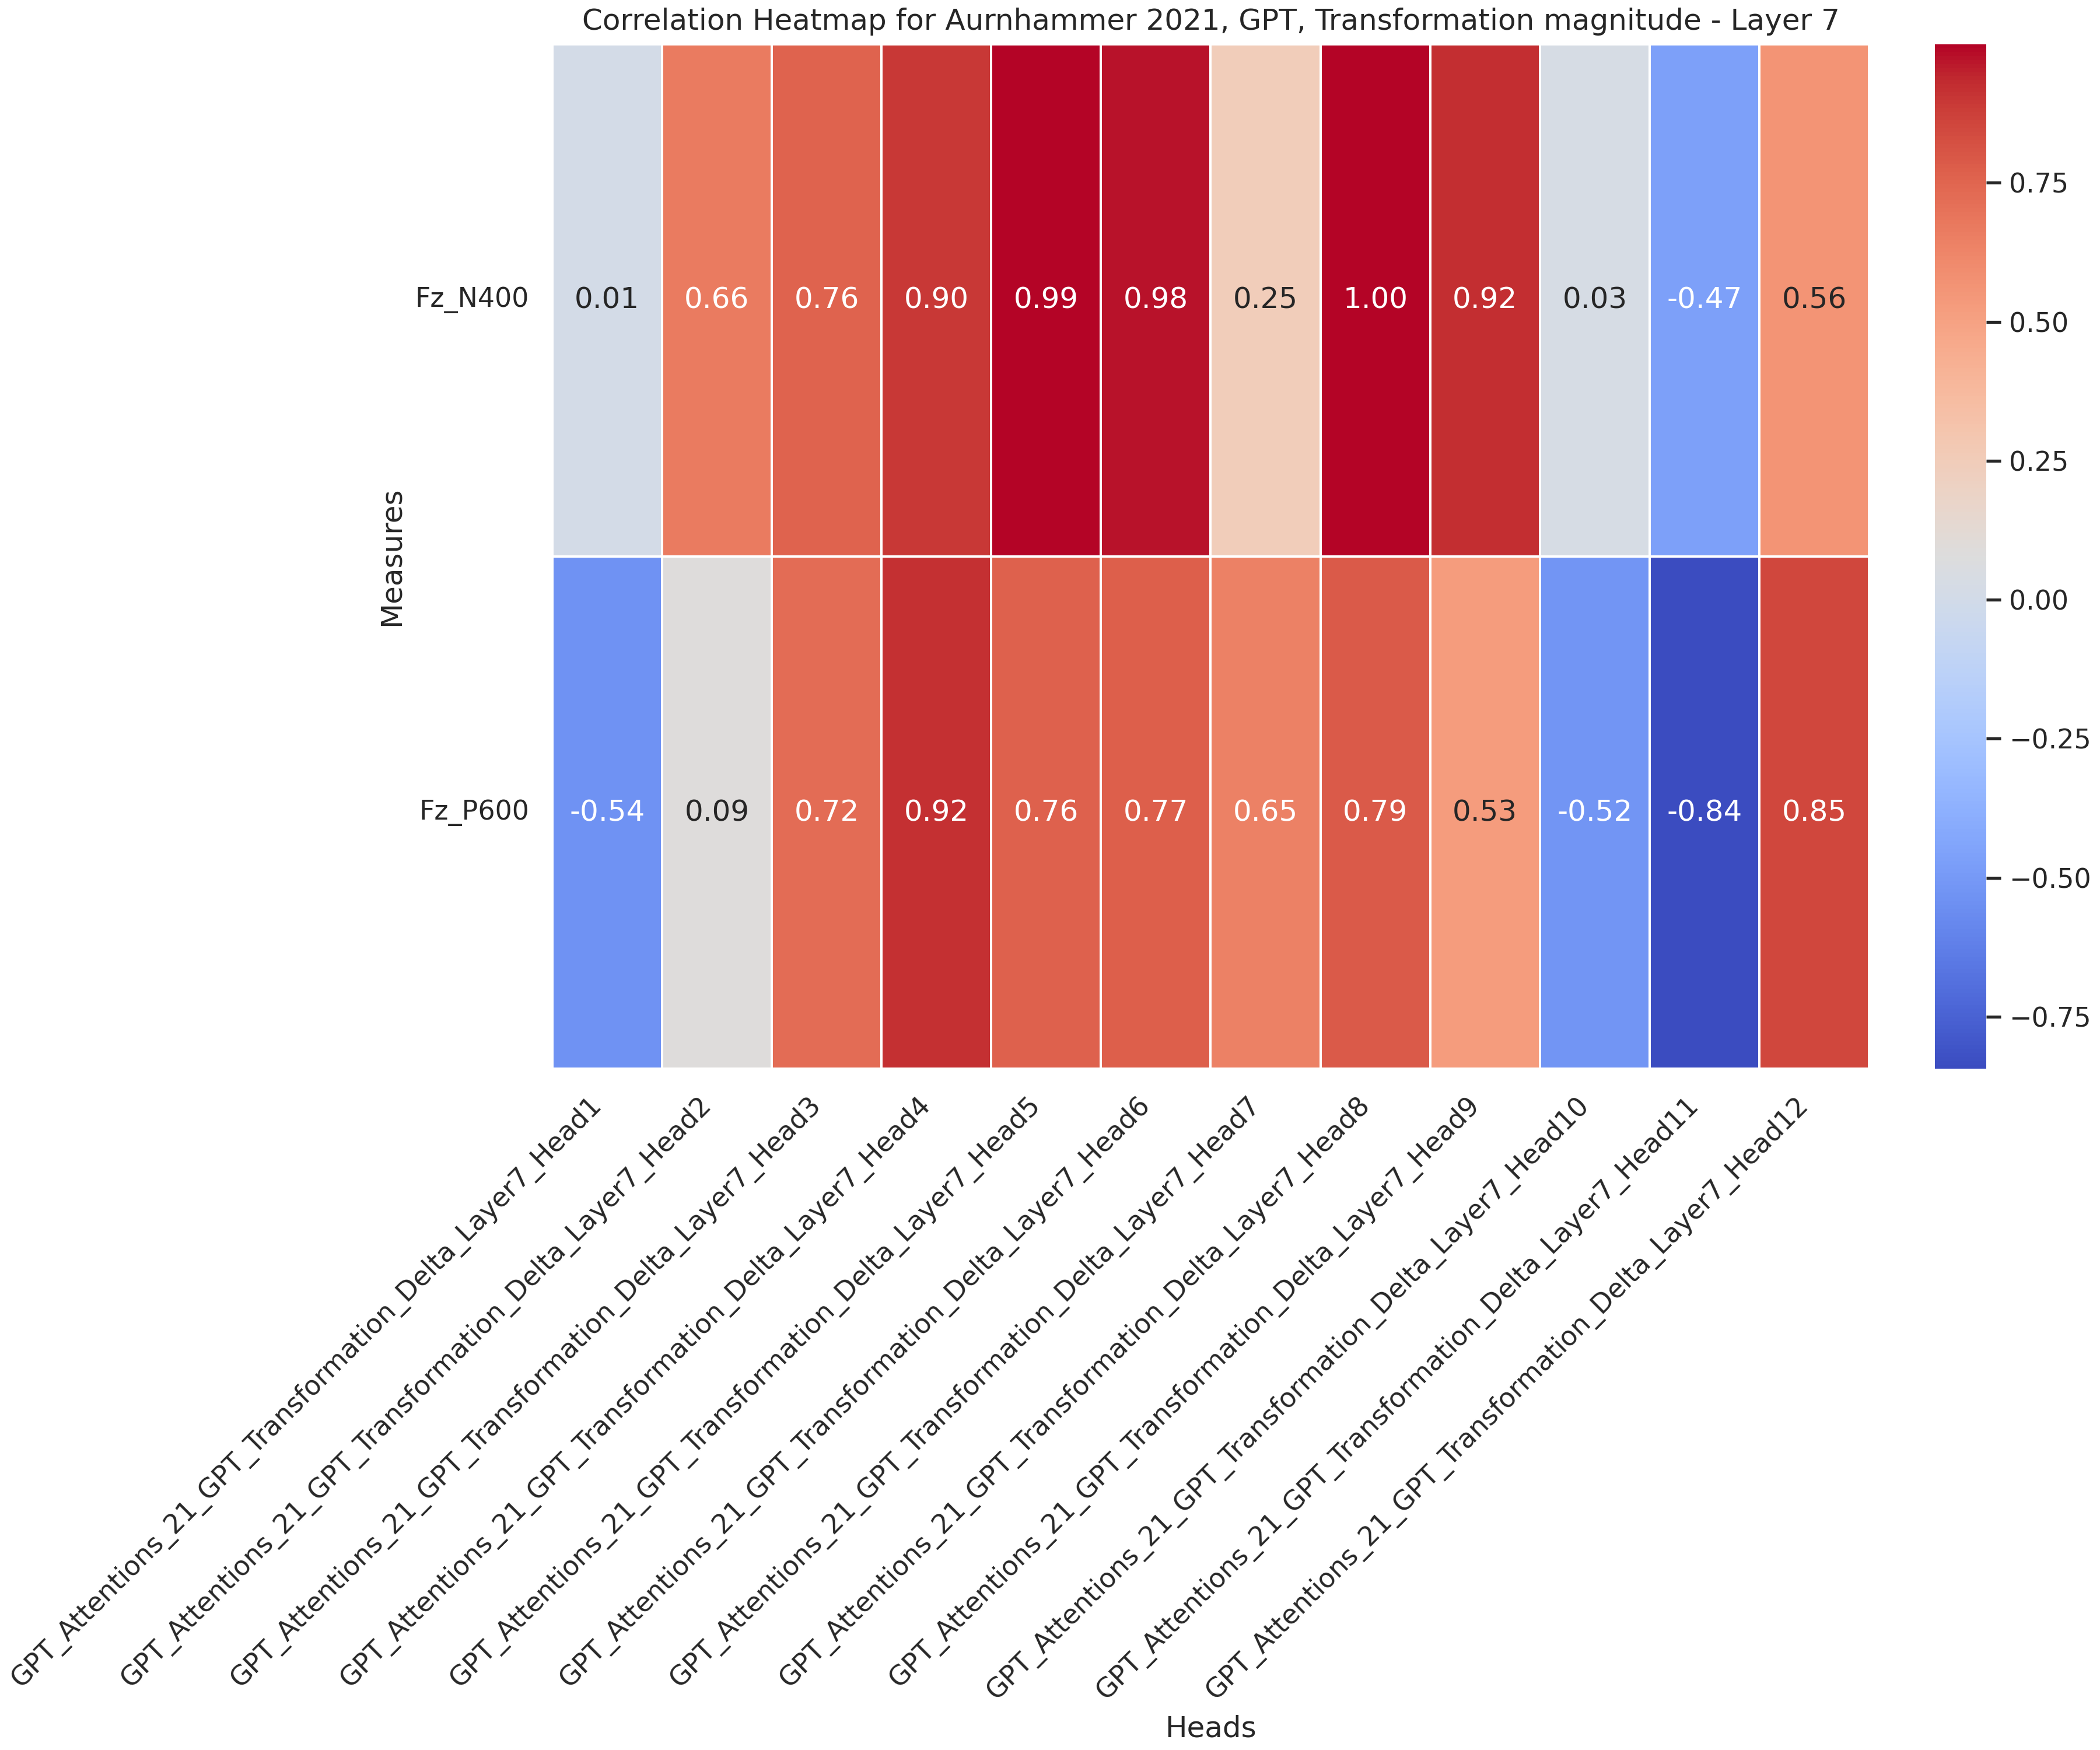 Correlation Heatmap for Aurnhammer 2021, GPT, Transformation magnitude - Layer 7
Measures
Fz_N400
0.01 0.66 0.76 0.90 0.99 0.98 0.25 1.00 0.92 0.03 -0.47 0.56
Fz_P600
-0.54 0.09 0.72 0.92 0.76 0.77 0.65 0.79 0.53 -0.52 -0.84 0.85
GPT_Attentions_21_GPT_Transformation_Delta_Layer7_Head1
GPT_Attentions_21_GPT_Transformation_Delta_Layer7_Head2
GPT_Attentions_21_GPT_Transformation_Delta_Layer7_Head3
GPT_Attentions_21_GPT_Transformation_Delta_Layer7_Head4
GPT_Attentions_21_GPT_Transformation_Delta_Layer7_Head5
GPT_Attentions_21_GPT_Transformation_Delta_Layer7_Head6
GPT_Attentions_21_GPT_Transformation_Delta_Layer7_Head7
GPT_Attentions_21_GPT_Transformation_Delta_Layer7_Head8
GPT_Attentions_21_GPT_Transformation_Delta_Layer7_Head9
GPT_Attentions_21_GPT_Transformation_Delta_Layer7_Head10
GPT_Attentions_21_GPT_Transformation_Delta_Layer7_Head11
GPT_Attentions_21_GPT_Transformation_Delta_Layer7_Head12
Heads
0.75
0.50
0.25
0.00
−0.25
−0.50
−0.75